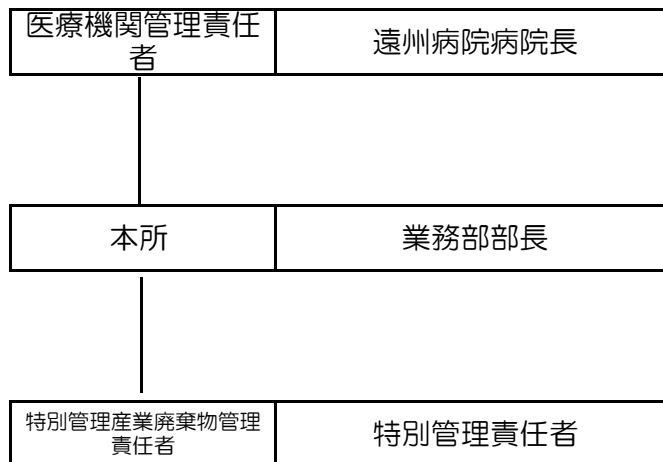 医療機関管理責任
者
遠州病院病院長
本所
業務部部長
特別管理産業廃棄物管理
責任者
特別管理責任者